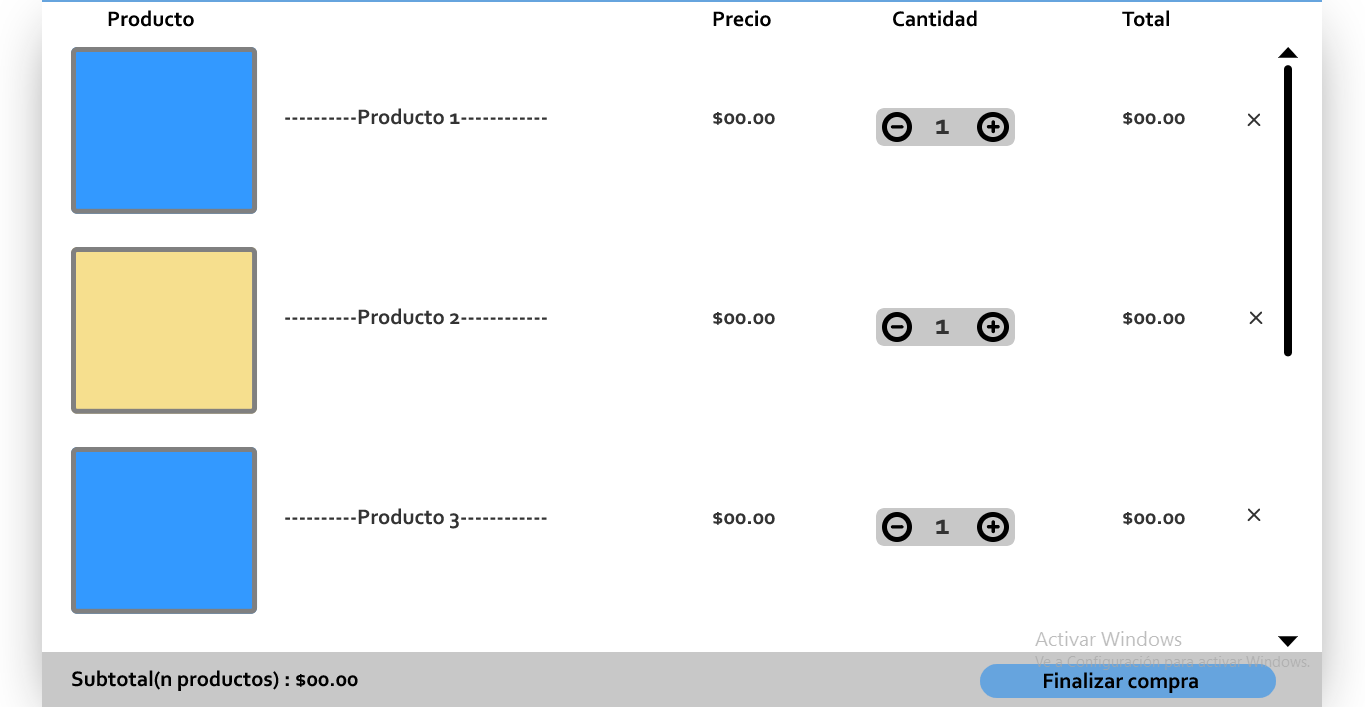 Producto Precio Cantidad Total
----------Producto 1------------ $00.00 1 $00.00
----------Producto 2------------ $00.00 1 $00.00
----------Producto 3------------ $00.00 1 $00.00
Activar Windows
Ve a Configuración para activar Windows.
Subtotal(n productos) : $00.00 Finalizar compra